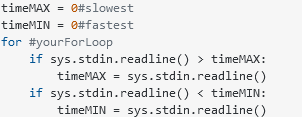 timeMAX = 0#slowest
timeMIN = 0#fastest
for #yourForLoop
    if sys.stdin.readline() > timeMAX:
        timeMAX = sys.stdin.readline()
    if sys.stdin.readline() < timeMIN:
        timeMIN = sys.stdin.readline()